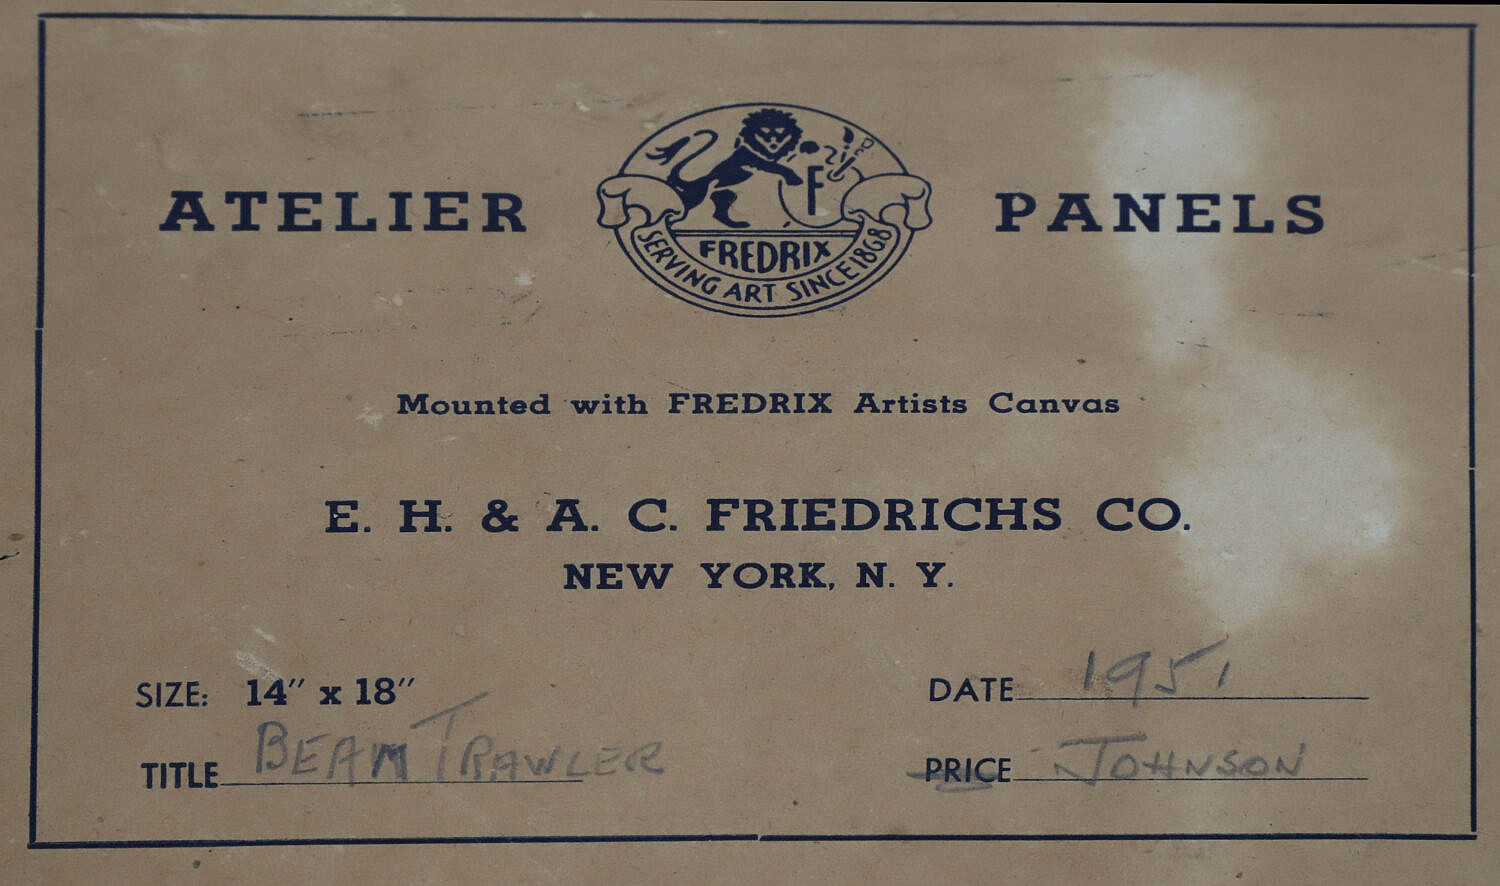 ATELIER PANELS
F
FREDRIX
SERVING ART SINCE 1868
Mounted with FREDRIX Artists Canvas
E. H. & A. C. FRIEDRICHS CO.
NEW YORK, N. Y.
SIZE: 14" x 18" DATE 1951
TITLE BEAM TRAWLER PRICE JOHNSON